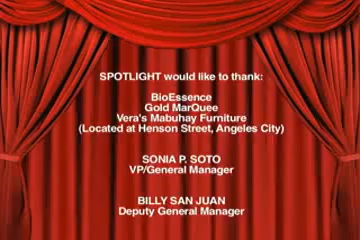 SPOTLIGHT would like to thank:
BioEssence
Gold MarQuee
Vera's Mabuhay Furniture
(Located at Henson Street, Angeles City)
SONIA P. SOTO
VP/General Manager
BILLY SAN JUAN
Deputy General Manager